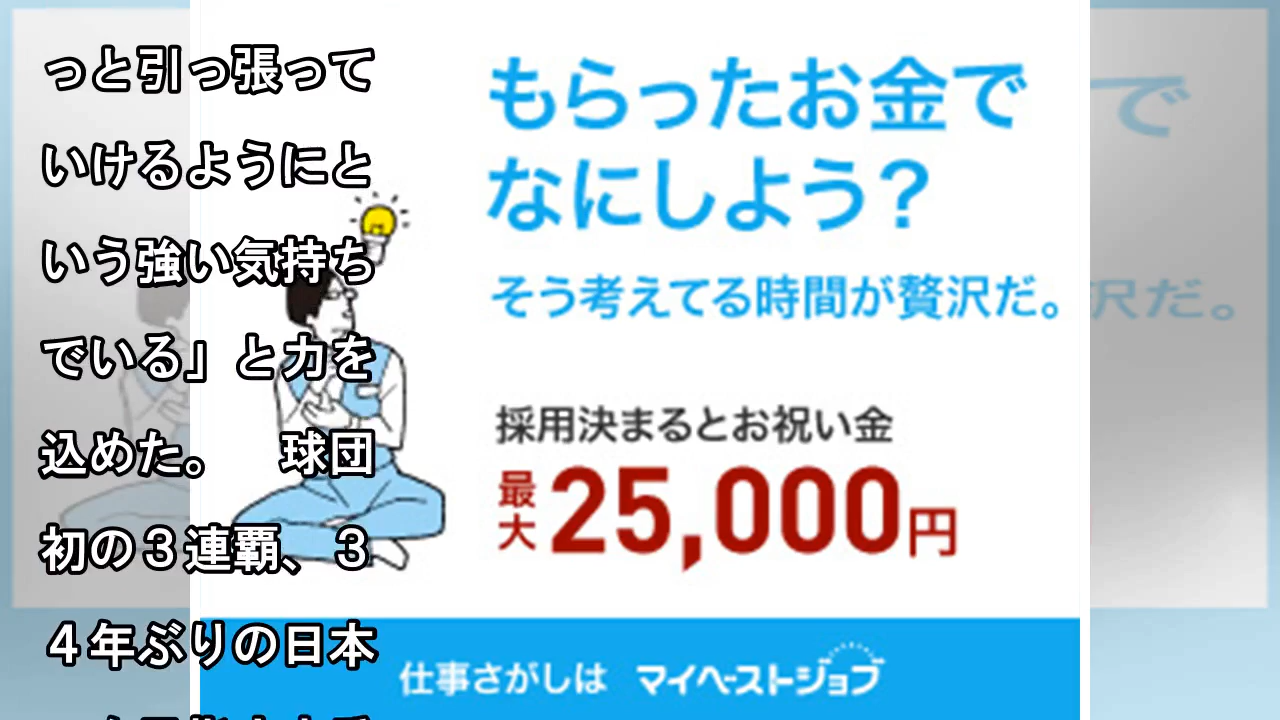 っと引っ張って
いけるようにと
いう強い気持ち
でいる」と力を
込めた。　球団
初の３連覇、３
４年ぶりの日本
もらったお金で
なにしよう?
そう考えてる時間が贅沢だ。
採用決まるとお祝い金
最大25,000円
仕事さがしは マイベストジョブ
で
沢だ。